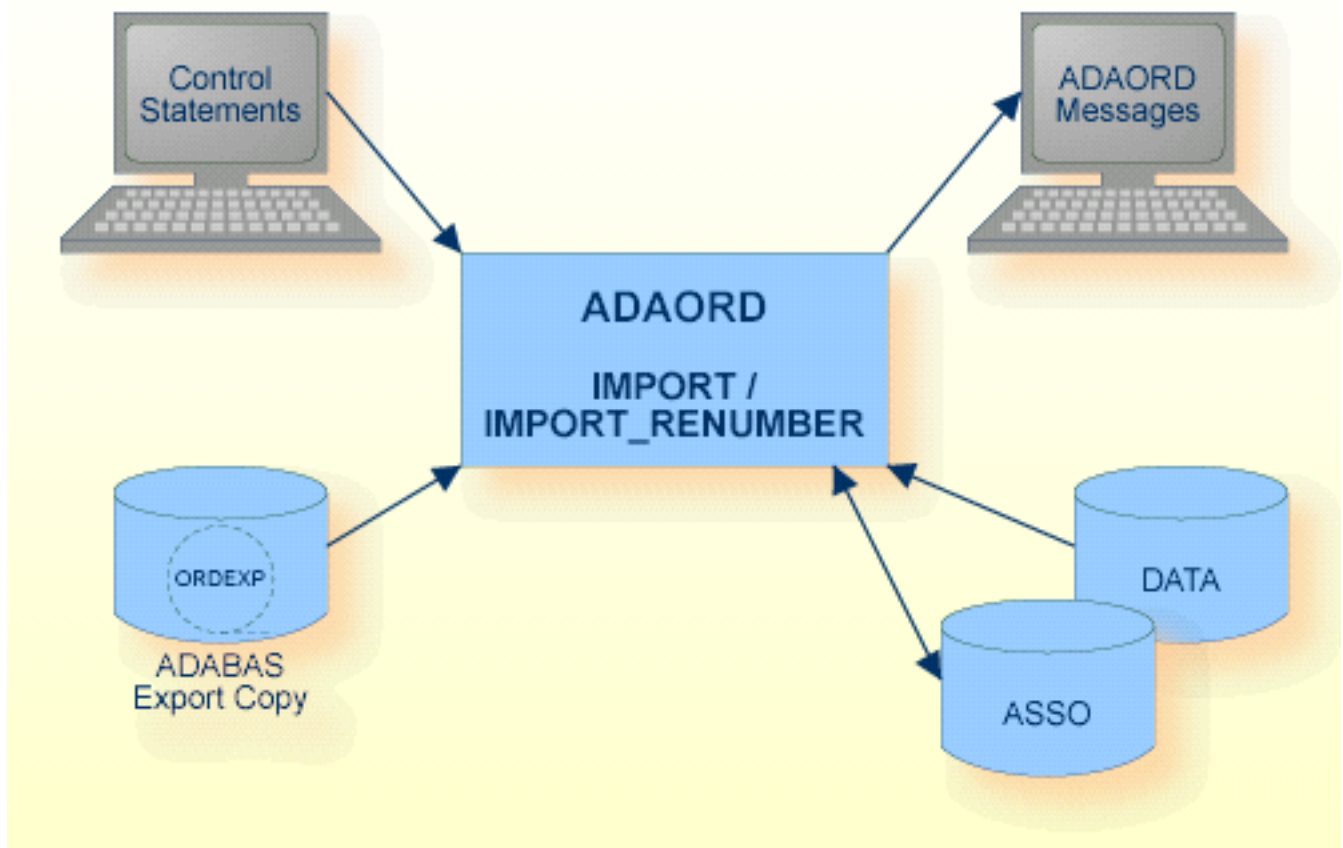 Control
Statements
ADAORD
Messages
ADAORD
IMPORT /
IMPORT_RENUMBER
ORDEXP
ADABAS
Export Copy
DATA
ASSO